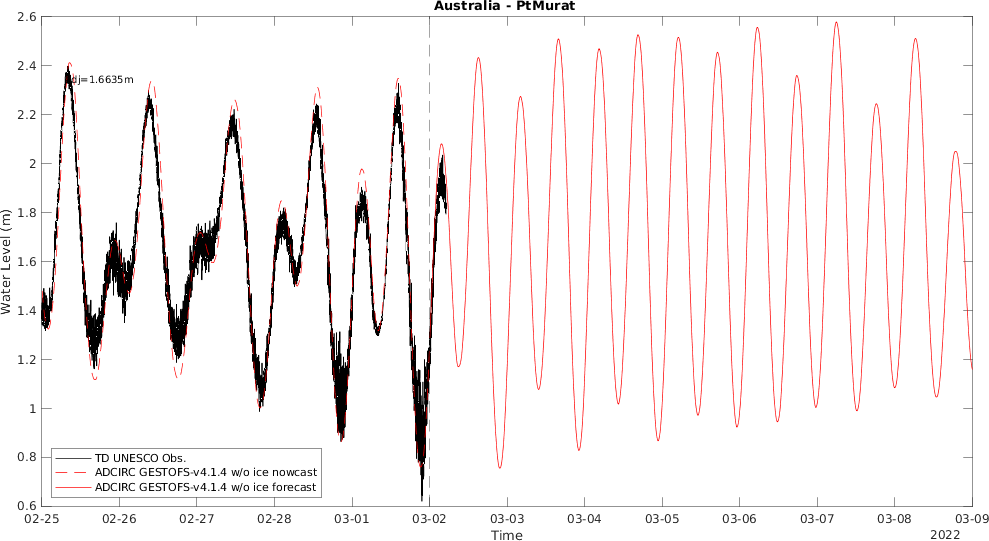 Australia - PtMurat
2.6
2.4
2.2
2
1.8
1.6
1.4
1.2
1
0.8
0.6
Water Level (m)
dj=1.6635m
TD UNESCO Obs.
ADCIRC GESTOFS-v4.1.4 w/o ice nowcast
ADCIRC GESTOFS-v4.1.4 w/o ice forecast
02-25 02-26 02-27 02-28 03-01 03-02 03-03 03-04 03-05 03-06 03-07 03-08 03-09
Time
2022